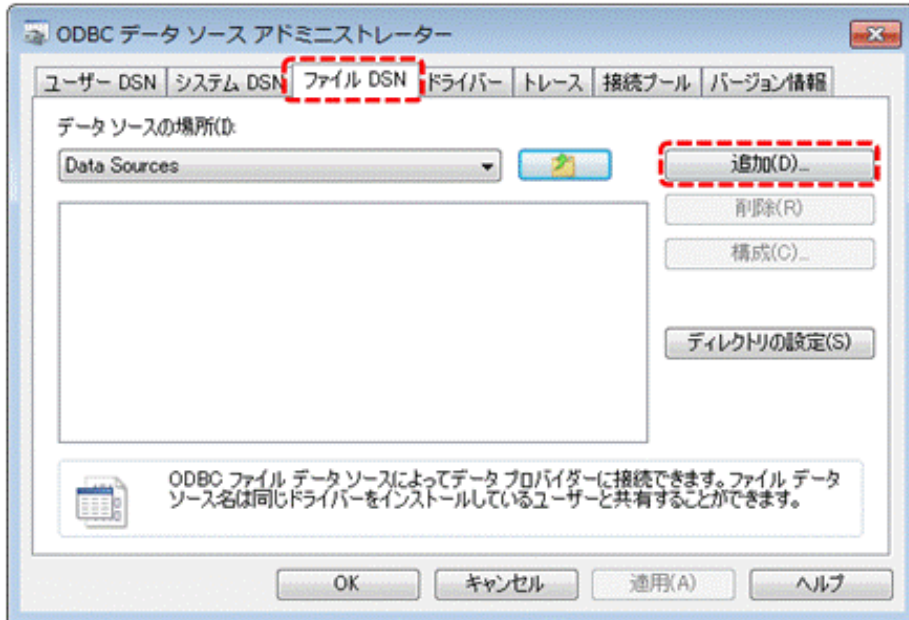 ODBC データ ソース アドミニストレーター
ユーザー DSN システム DSN ファイル DSN ドライバー トレース 接続プール バージョン情報
データ ソースの場所(I):
Data Sources
追加(D)...
削除(R)
構成(C)...
ディレクトリの設定(S)
ODBC ファイル データ ソースによってデータ プロバイダーに接続できます。ファイル データ
ソース名は同じドライバーをインストールしているユーザーと共有することができます。
OK キャンセル 適用(A) ヘルプ